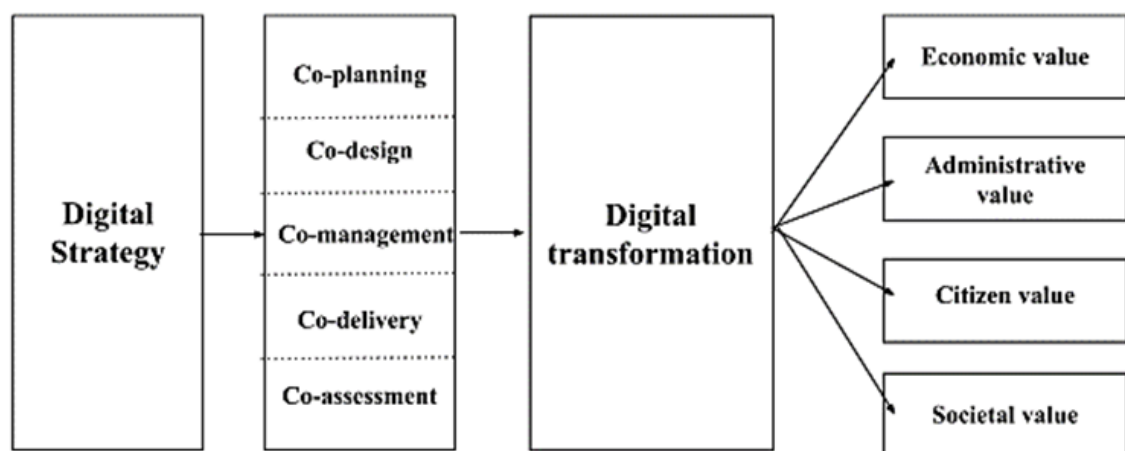 Digital
Strategy
Co-planning
Co-design
Co-management
Co-delivery
Co-assessment
Digital
transformation
Economic value
Administrative
value
Citizen value
Societal value